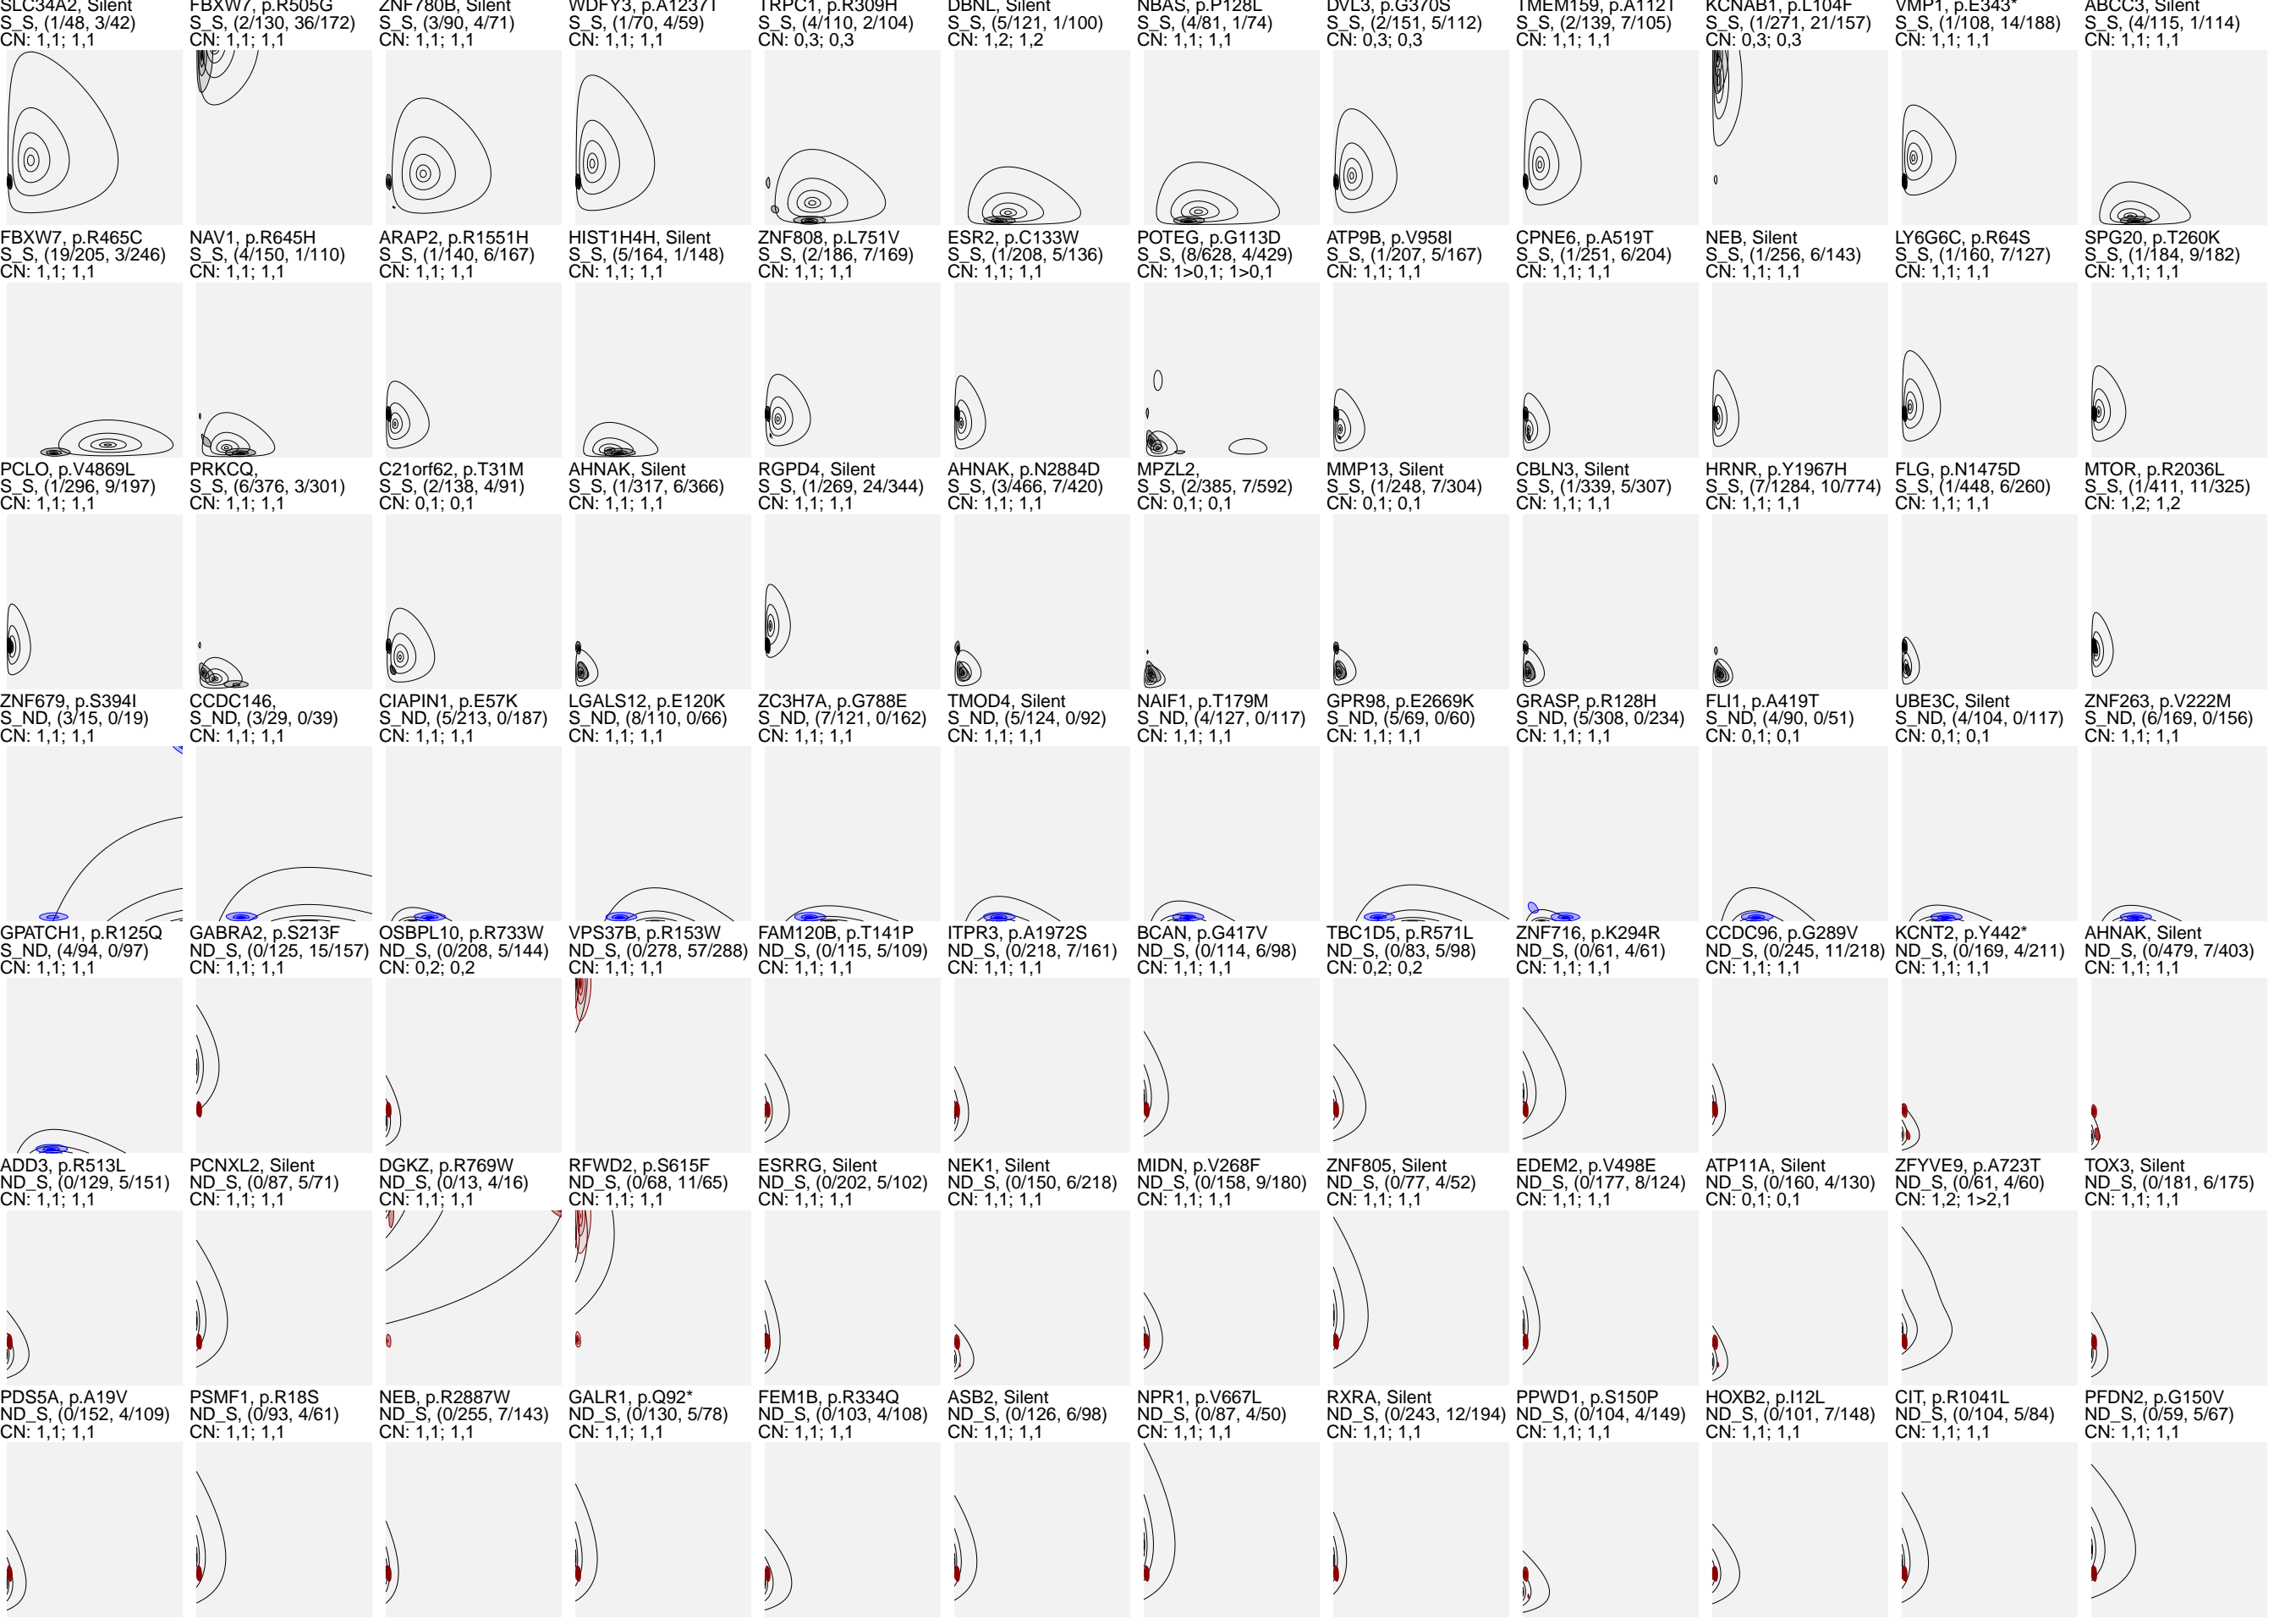 SLC34A2, Silent
S_S, (1/48, 3/42)
CN: 1,1; 1,1
FBXW7, p.R505G
S_S, (2/130, 36/172)
CN: 1,1; 1,1
ZNF780B, Silent
S_S, (3/90, 4/71)
CN: 1,1; 1,1
WDFY3, p.A1237T
S_S, (1/70, 4/59)
CN: 1,1; 1,1
TRPC1, p.R309H
S_S, (4/110, 2/104)
CN: 0,3; 0,3
DBNL, Silent
S_S, (5/121, 1/100)
CN: 1,2; 1,2
NBAS, p.P128L
S_S, (4/81, 1/74)
CN: 1,1; 1,1
DVL3, p.G370S
S_S, (2/151, 5/112)
CN: 0,3; 0,3
TMEM159, p.A112T
S_S, (2/139, 7/105)
CN: 1,1; 1,1
KCNAB1, p.L104F
S_S, (1/271, 21/157)
CN: 0,3; 0,3
VMP1, p.E343*
S_S, (1/108, 14/188)
CN: 1,1; 1,1
ABCC3, Silent
S_S, (4/115, 1/114)
CN: 1,1; 1,1
FBXW7, p.R465C
S_S, (19/205, 3/246)
CN: 1,1; 1,1
NAV1, p.R645H
S_S, (4/150, 1/110)
CN: 1,1; 1,1
ARAP2, p.R1551H
S_S, (1/140, 6/167)
CN: 1,1; 1,1
HIST1H4H, Silent
S_S, (5/164, 1/148)
CN: 1,1; 1,1
ZNF808, p.L751V
S_S, (2/186, 7/169)
CN: 1,1; 1,1
ESR2, p.C133W
S_S, (1/208, 5/136)
CN: 1,1; 1,1
POTEG, p.G113D
S_S, (8/628, 4/429)
CN: 1>0,1; 1>0,1
ATP9B, p.V958I
S_S, (1/207, 5/167)
CN: 1,1; 1,1
CPNE6, p.A519T
S_S, (1/251, 6/204)
CN: 1,1; 1,1
NEB, Silent
S_S, (1/256, 6/143)
CN: 1,1; 1,1
LY6G6C, p.R64S
S_S, (1/160, 7/127)
CN: 1,1; 1,1
SPG20, p.T260K
S_S, (1/184, 9/182)
CN: 1,1; 1,1
PCLO, p.V4869L
S_S, (1/296, 9/197)
CN: 1,1; 1,1
PRKCQ,
S_S, (6/376, 3/301)
CN: 1,1; 1,1
C21orf62, p.T31M
S_S, (2/138, 4/91)
CN: 0,1; 0,1
AHNAK, Silent
S_S, (1/317, 6/366)
CN: 1,1; 1,1
RGPD4, Silent
S_S, (1/269, 24/344)
CN: 1,1; 1,1
AHNAK, p.N2884D
S_S, (3/466, 7/420)
CN: 1,1; 1,1
MPZL2,
S_S, (2/385, 7/592)
CN: 0,1; 0,1
MMP13, Silent
S_S, (1/248, 7/304)
CN: 0,1; 0,1
CBLN3, Silent
S_S, (1/339, 5/307)
CN: 1,1; 1,1
HRNR, p.Y1967H
S_S, (7/1284, 10/774)
CN: 1,1; 1,1
FLG, p.N1475D
S_S, (1/448, 6/260)
CN: 1,1; 1,1
MTOR, p.R2036L
S_S, (1/411, 11/325)
CN: 1,2; 1,2
ZNF679, p.S394I
S_ND, (3/15, 0/19)
CN: 1,1; 1,1
CCDC146,
S_ND, (3/29, 0/39)
CN: 1,1; 1,1
CIAPIN1, p.E57K
S_ND, (5/213, 0/187)
CN: 1,1; 1,1
LGALS12, p.E120K
S_ND, (8/110, 0/66)
CN: 1,1; 1,1
ZC3H7A, p.G788E
S_ND, (7/121, 0/162)
CN: 1,1; 1,1
TMOD4, Silent
S_ND, (5/124, 0/92)
CN: 1,1; 1,1
NAIF1, p.T179M
S_ND, (4/127, 0/117)
CN: 1,1; 1,1
GPR98, p.E2669K
S_ND, (5/69, 0/60)
CN: 1,1; 1,1
GRASP, p.R128H
S_ND, (5/308, 0/234)
CN: 1,1; 1,1
FLI1, p.A419T
S_ND, (4/90, 0/51)
CN: 0,1; 0,1
UBE3C, Silent
S_ND, (4/104, 0/117)
CN: 0,1; 0,1
ZNF263, p.V222M
S_ND, (6/169, 0/156)
CN: 1,1; 1,1
GPATCH1, p.R125Q
S_ND, (4/94, 0/97)
CN: 1,1; 1,1
GABRA2, p.S213F
ND_S, (0/125, 15/157)
CN: 1,1; 1,1
OSBPL10, p.R733W
ND_S, (0/208, 5/144)
CN: 0,2; 0,2
VPS37B, p.R153W
ND_S, (0/278, 57/288)
CN: 1,1; 1,1
FAM120B, p.T141P
ND_S, (0/115, 5/109)
CN: 1,1; 1,1
ITPR3, p.A1972S
ND_S, (0/218, 7/161)
CN: 1,1; 1,1
BCAN, p.G417V
ND_S, (0/114, 6/98)
CN: 1,1; 1,1
TBC1D5, p.R571L
ND_S, (0/83, 5/98)
CN: 0,2; 0,2
ZNF716, p.K294R
ND_S, (0/61, 4/61)
CN: 1,1; 1,1
CCDC96, p.G289V
ND_S, (0/245, 11/218)
CN: 1,1; 1,1
KCNT2, p.Y442*
ND_S, (0/169, 4/211)
CN: 1,1; 1,1
AHNAK, Silent
ND_S, (0/479, 7/403)
CN: 1,1; 1,1
ADD3, p.R513L
ND_S, (0/129, 5/151)
CN: 1,1; 1,1
PCNXL2, Silent
ND_S, (0/87, 5/71)
CN: 1,1; 1,1
DGKZ, p.R769W
ND_S, (0/13, 4/16)
CN: 1,1; 1,1
RFWD2, p.S615F
ND_S, (0/68, 11/65)
CN: 1,1; 1,1
ESRRG, Silent
ND_S, (0/202, 5/102)
CN: 1,1; 1,1
NEK1, Silent
ND_S, (0/150, 6/218)
CN: 1,1; 1,1
MIDN, p.V268F
ND_S, (0/158, 9/180)
CN: 1,1; 1,1
ZNF805, Silent
ND_S, (0/77, 4/52)
CN: 1,1; 1,1
EDEM2, p.V498E
ND_S, (0/177, 8/124)
CN: 1,1; 1,1
ATP11A, Silent
ND_S, (0/160, 4/130)
CN: 0,1; 0,1
ZFYVE9, p.A723T
ND_S, (0/61, 4/60)
CN: 1,2; 1>2,1
TOX3, Silent
ND_S, (0/181, 6/175)
CN: 1,1; 1,1
PDS5A, p.A19V
ND_S, (0/152, 4/109)
CN: 1,1; 1,1
PSMF1, p.R18S
ND_S, (0/93, 4/61)
CN: 1,1; 1,1
NEB, p.R2887W
ND_S, (0/255, 7/143)
CN: 1,1; 1,1
GALR1, p.Q92*
ND_S, (0/130, 5/78)
CN: 1,1; 1,1
FEM1B, p.R334Q
ND_S, (0/103, 4/108)
CN: 1,1; 1,1
ASB2, Silent
ND_S, (0/126, 6/98)
CN: 1,1; 1,1
NPR1, p.V667L
ND_S, (0/87, 4/50)
CN: 1,1; 1,1
RXRA, Silent
ND_S, (0/243, 12/194)
CN: 1,1; 1,1
PPWD1, p.S150P
ND_S, (0/104, 4/149)
CN: 1,1; 1,1
HOXB2, p.I12L
ND_S, (0/101, 7/148)
CN: 1,1; 1,1
CIT, p.R1041L
ND_S, (0/104, 5/84)
CN: 1,1; 1,1
PFDN2, p.G150V
ND_S, (0/59, 5/67)
CN: 1,1; 1,1